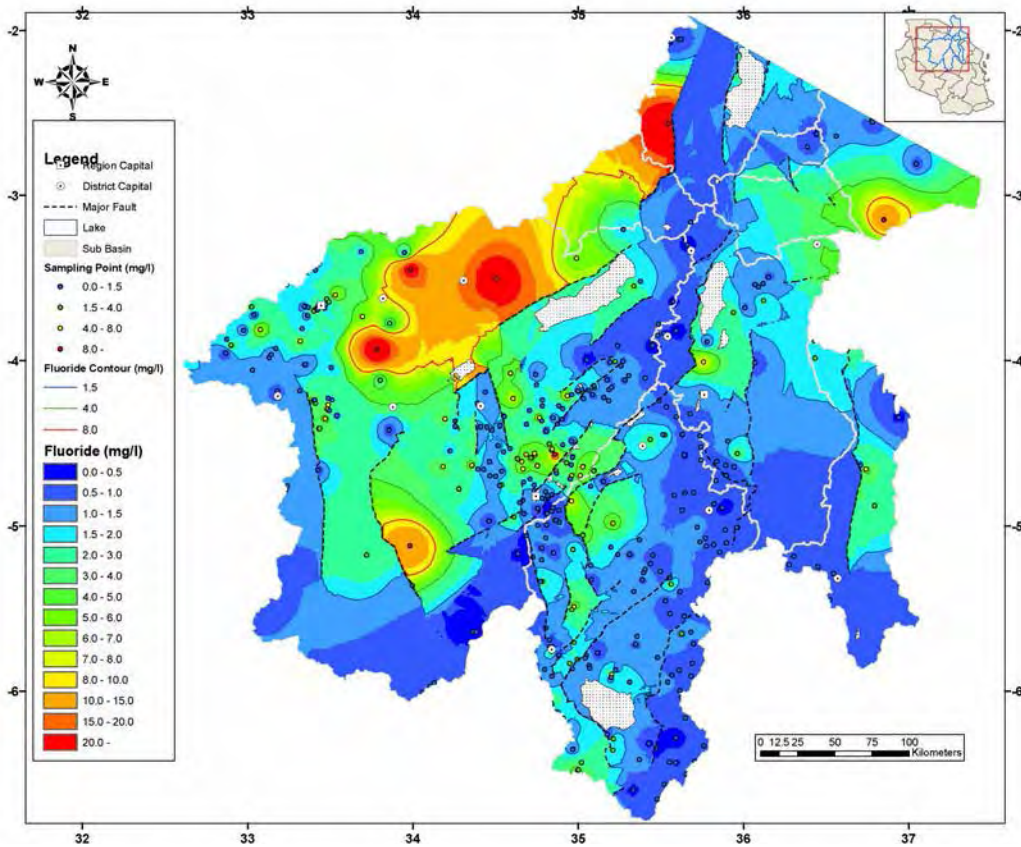 32 33 34 35 36 37
-2 -2
N
W E
S
Legend
Region Capital
District Capital
Major Fault
Lake
Sub Basin
Sampling Point (mg/l)
0.0 - 1.5
1.5 - 4.0
4.0 - 8.0
8.0 -
Fluoride Contour (mg/l)
1.5
4.0
8.0
Fluoride (mg/l)
0.0 - 0.5
0.5 - 1.0
1.0 - 1.5
1.5 - 2.0
2.0 - 3.0
3.0 - 4.0
4.0 - 5.0
5.0 - 6.0
6.0 - 7.0
7.0 - 8.0
8.0 - 10.0
10.0 - 15.0
15.0 - 20.0
20.0 -
-3 -3
-4 -4
-5 -5
-6 -6
0 12.5 25 50 75 100
Kilometers
32 33 34 35 36 37